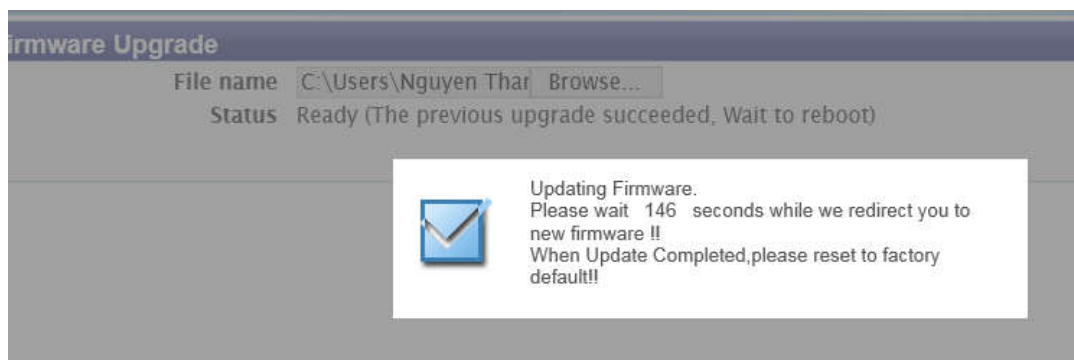 irmware Upgrade
File name C:\Users\Nguyen Thar Browse...
Status Ready (The previous upgrade succeeded, Wait to reboot)
Updating Firmware.
Please wait 146 seconds while we redirect you to
new firmware !!
When Update Completed,please reset to factory
default!!